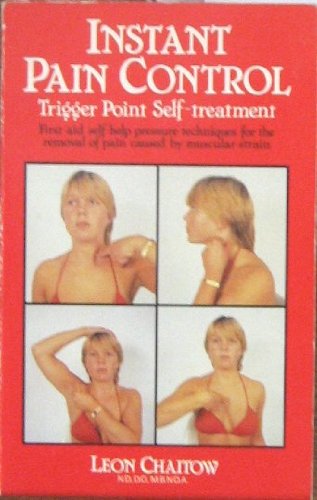 INSTANT
PAIN CONTROL
Trigger Point Self-treatment
First aid self help pressure techniques for the
removal of pain caused by muscular strain
LEON CHAITOW
N.D., D.O., M.B.N.O.A.